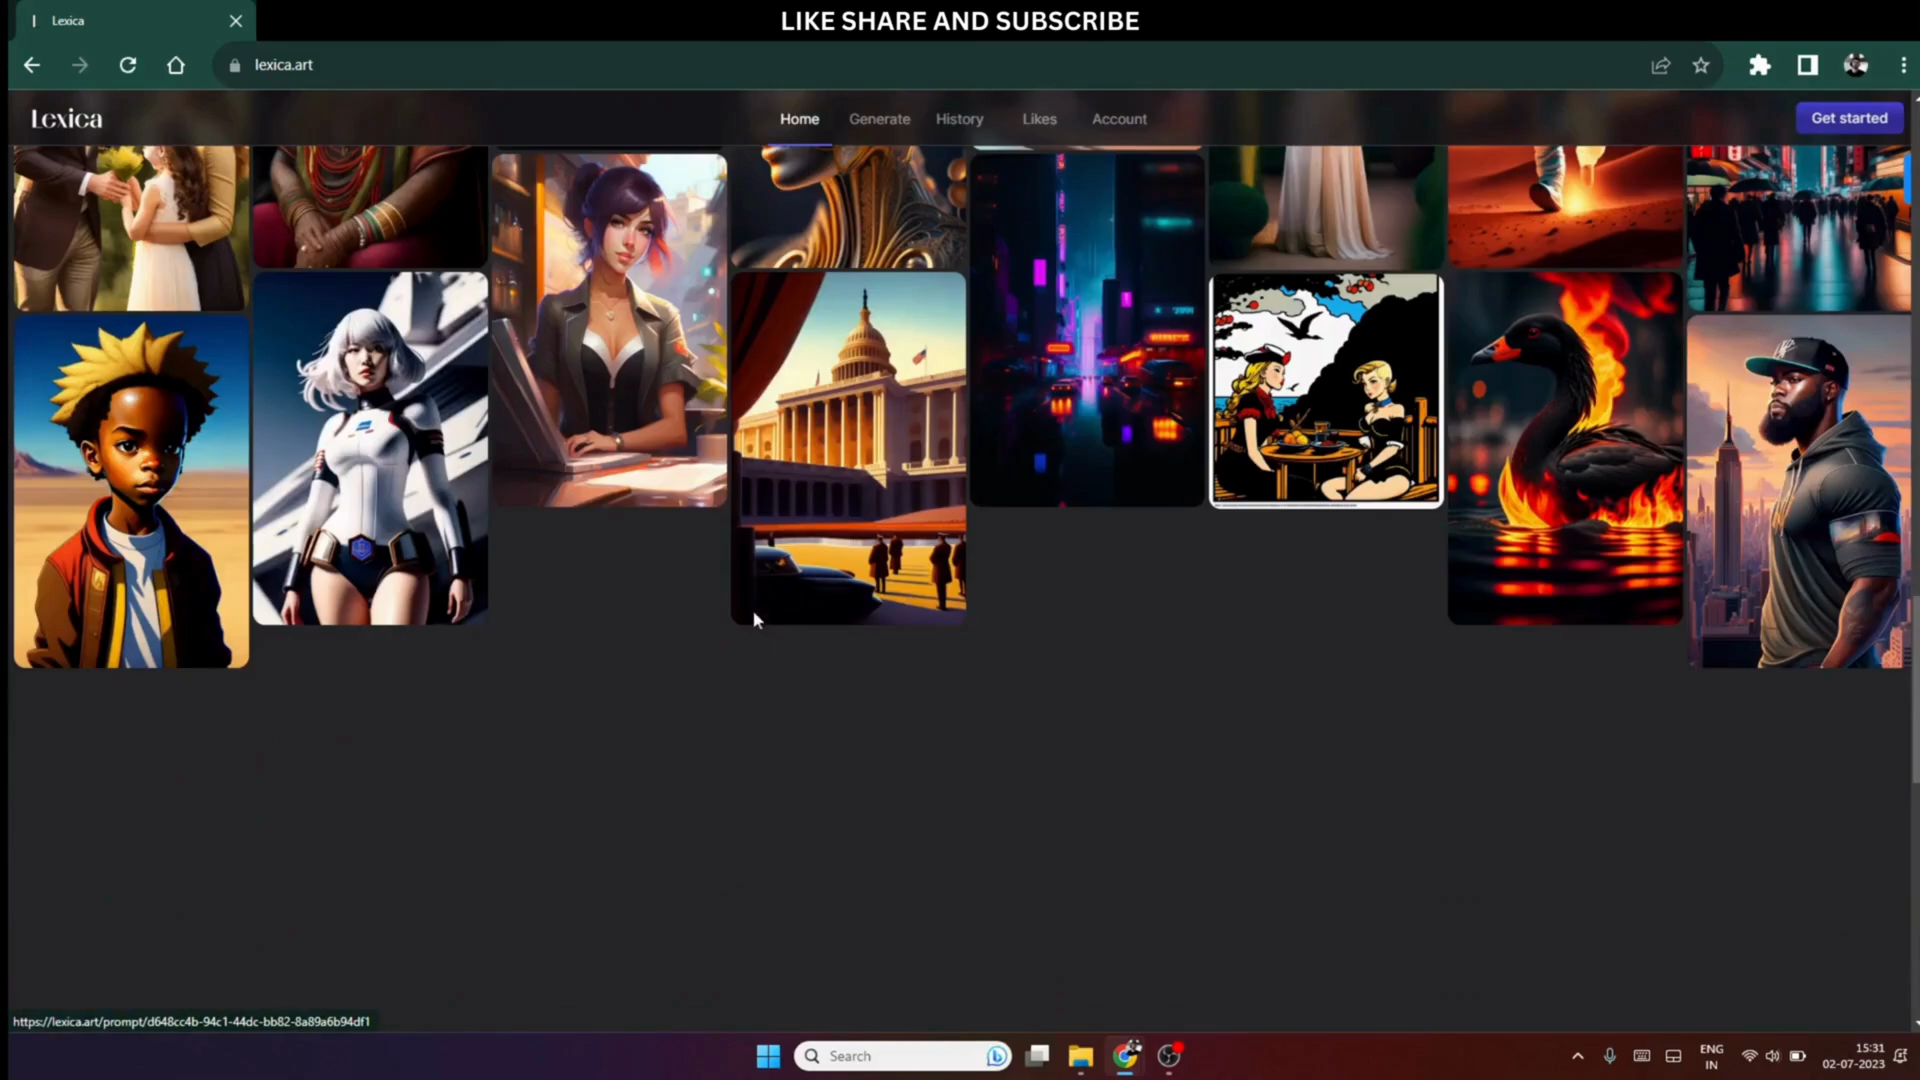 LIKE SHARE AND SUBSCRIBE
Lexica
lexica.art
Lexica
Home
Generate
History
Likes
Account
Get started
https://lexica.art/prompt/d648cc4b-94c1-44dc-bb82-8a89a6b94df1
Search
ENG
IN
15:31
02-07-2023